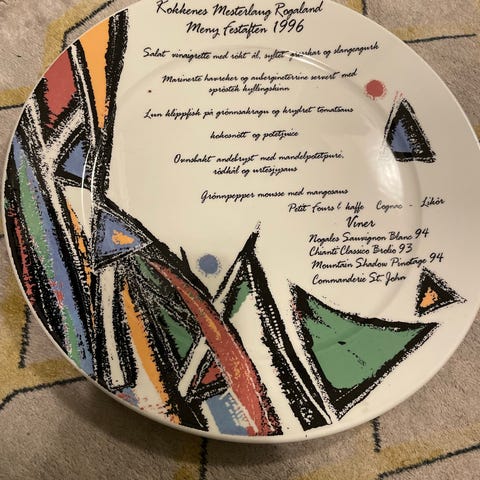 Kokkenes Mesterlaug Rogaland
Meny Festaften 1996
Salat vinaigrette med røkt ål, syltet gresskar og slangeagurk
Marinerte havreker og auberginetterrine servert med
sprøstekt kyllingskinn
Lun klippfisk på grønnsakragu og krydret tomatsaus
kokosnøtt og potetjuice
Ovnsbakt andebryst med mandelpotetpuré,
rødkål og urtesjysaus
Grønnpepper mousse med mangosaus
Petit Fours & kaffe Cognac - Likör
Viner
Nogales Sauvignon Blanc 94
Chianti Classico Brolio 93
Mountain Shadow Pinotage 94
Commanderie St. John